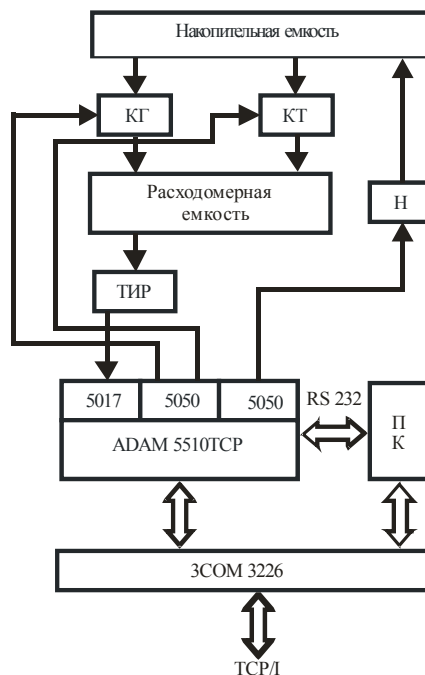 Накопительная емкость
КГ
КТ
Расходомерная
емкость
Н
ТИР
5017
5050
5050
RS 232
П
К
ADAM 5510TCP
3COM 3226
TCP/I